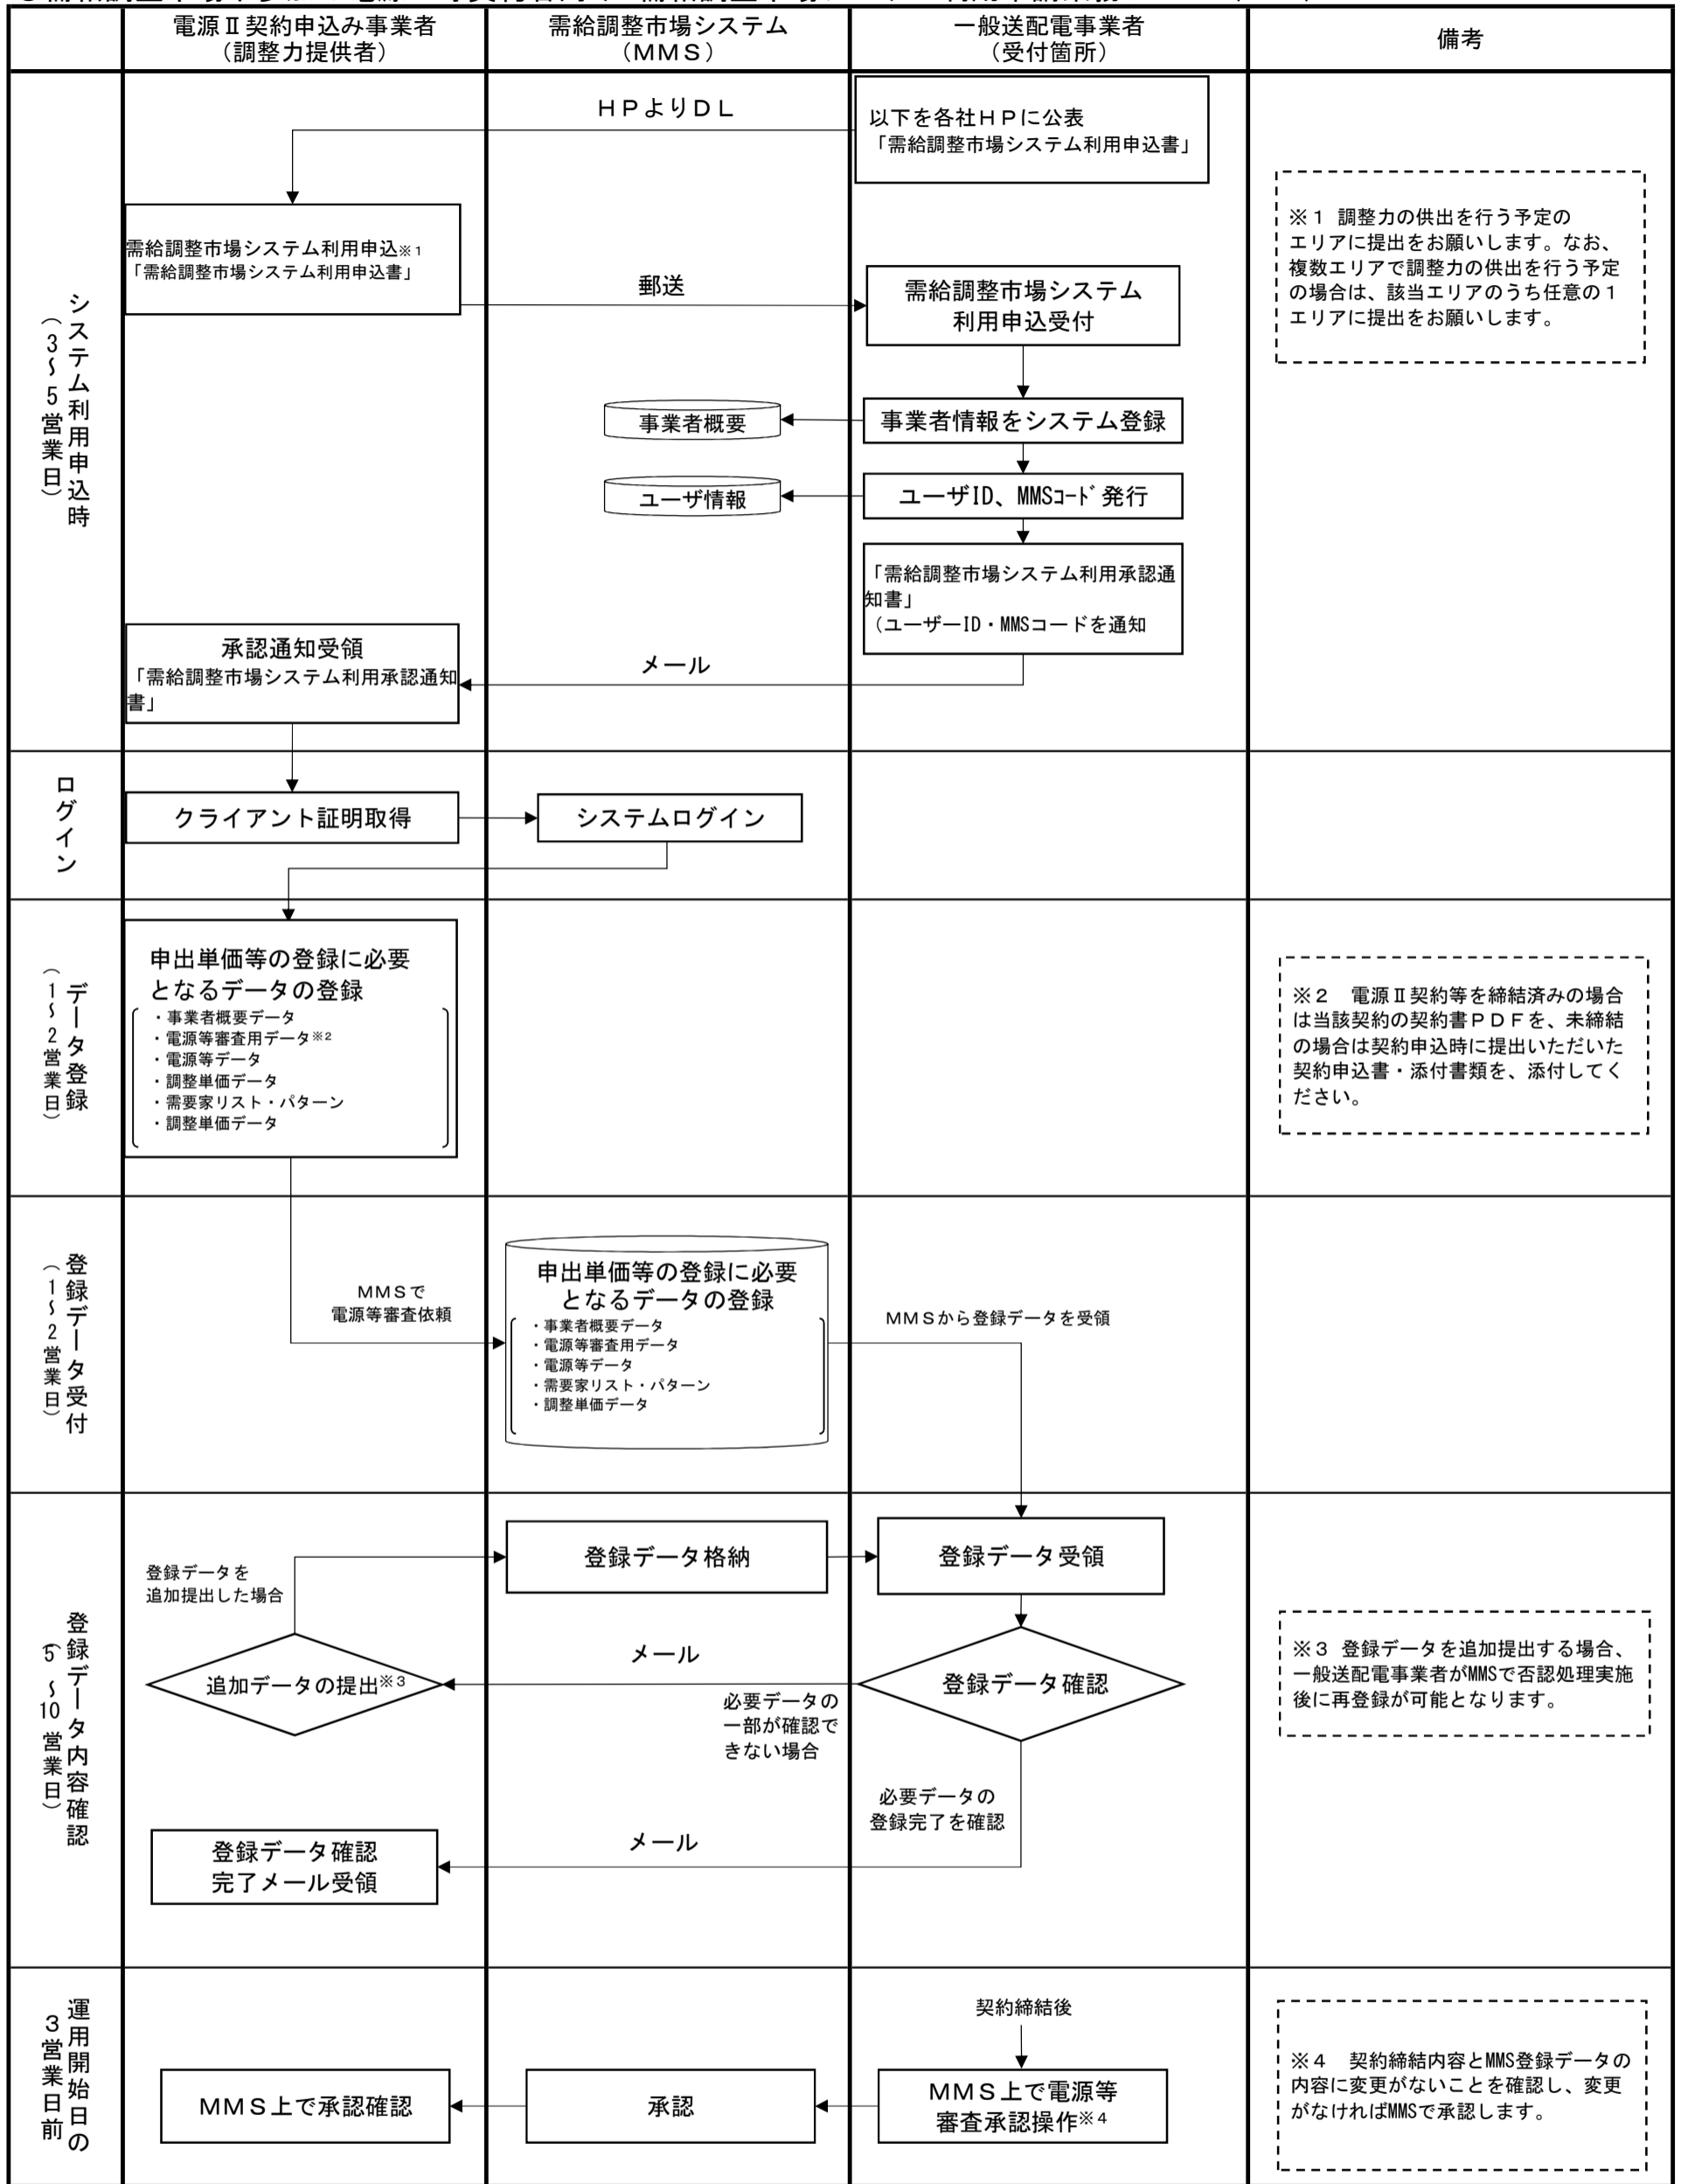 電源Ⅱ契約申込み事業者
（調整力提供者）
需給調整市場システム
（ＭＭＳ）
一般送配電事業者
（受付箇所）
備考
システム利用申込時
（３～５営業日）
ＨＰよりＤＬ
以下を各社ＨＰに公表
「需給調整市場システム利用申込書」
需給調整市場システム利用申込※１
「需給調整市場システム利用申込書」
郵送
需給調整市場システム
利用申込受付
※１ 調整力の供出を行う予定の
エリアに提出をお願いします。なお、
複数エリアで調整力の供出を行う予定
の場合は、該当エリアのうち任意の１
エリアに提出をお願いします。
事業者概要
事業者情報をシステム登録
ユーザ情報
ユーザID、MMSｺｰﾄﾞ発行
「需給調整市場システム利用承認通
知書」
（ユーザーID・MMSコードを通知
承認通知受領
「需給調整市場システム利用承認通知
書」
メール
ログイン
クライアント証明取得
システムログイン
データ登録
（１～２営業日）
申出単価等の登録に必要
となるデータの登録
・事業者概要データ
・電源等審査用データ※2
・電源等データ
・調整単価データ
・需要家リスト・パターン
・調整単価データ
※２　電源Ⅱ契約等を締結済みの場合
は当該契約の契約書ＰＤＦを、未締結
の場合は契約申込時に提出いただいた
契約申込書・添付書類を、添付してく
ださい。
登録データ受付
（１～２営業日）
ＭＭＳで
電源等審査依頼
申出単価等の登録に必要
となるデータの登録
・事業者概要データ
・電源等審査用データ
・電源等データ
・需要家リスト・パターン
・調整単価データ
ＭＭＳから登録データを受領
登録データ内容確認
（5～10営業日）
登録データを
追加提出した場合
登録データ格納
登録データ受領
追加データの提出※３
メール
必要データの
一部が確認で
きない場合
登録データ確認
※３ 登録データを追加提出する場合、
一般送配電事業者がMMSで否認処理実施
後に再登録が可能となります。
必要データの
登録完了を確認
登録データ確認
完了メール受領
メール
運用開始日の
３営業日前
契約締結後
ＭＭＳ上で承認確認
承認
ＭＭＳ上で電源等
審査承認操作※４
※４　契約締結内容とMMS登録データの
内容に変更がないことを確認し、変更
がなければMMSで承認します。